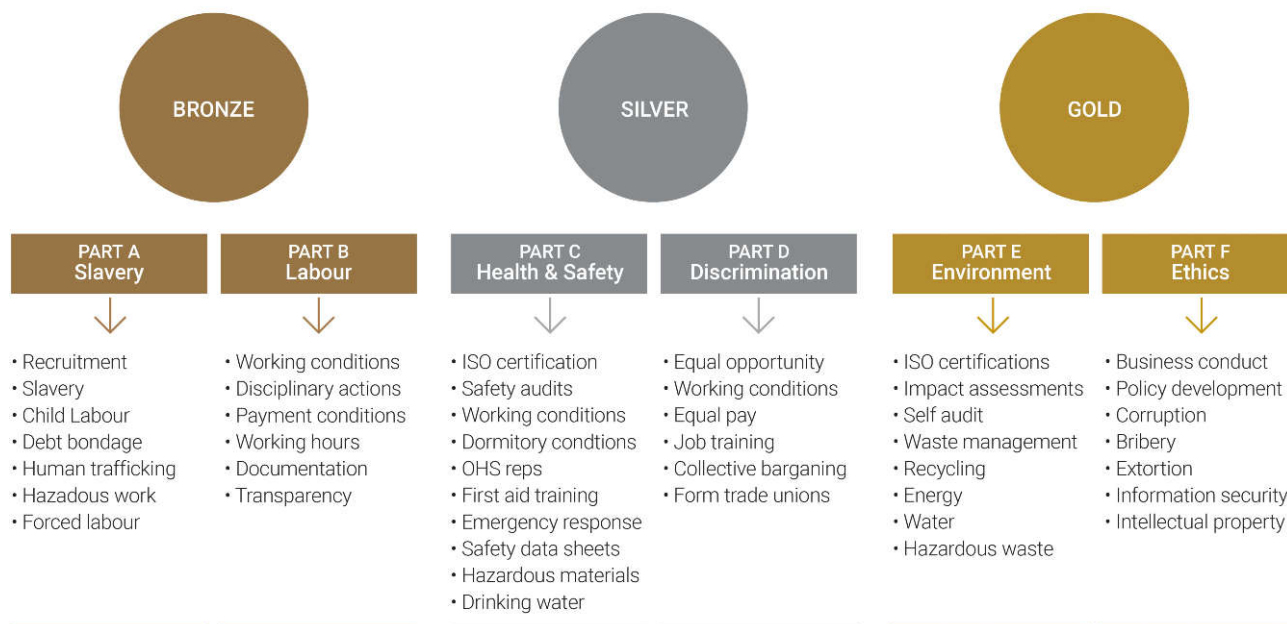 BRONZE
SILVER
GOLD
PART A
Slavery
PART B
Labour
PART C
Health & Safety
PART D
Discrimination
PART E
Environment
PART F
Ethics
• Recruitment
• Slavery
• Child Labour
• Debt bondage
• Human trafficking
• Hazadous work
• Forced labour
• Working conditions
• Disciplinary actions
• Payment conditions
• Working hours
• Documentation
• Transparency
• ISO certification
• Safety audits
• Working conditions
• Dormitory condtions
• OHS reps
• First aid training
• Emergency response
• Safety data sheets
• Hazardous materials
• Drinking water
• Equal opportunity
• Working conditions
• Equal pay
• Job training
• Collective barganing
• Form trade unions
• ISO certifications
• Impact assessments
• Self audit
• Waste management
• Recycling
• Energy
• Water
• Hazardous waste
• Business conduct
• Policy development
• Corruption
• Bribery
• Extortion
• Information security
• Intellectual property